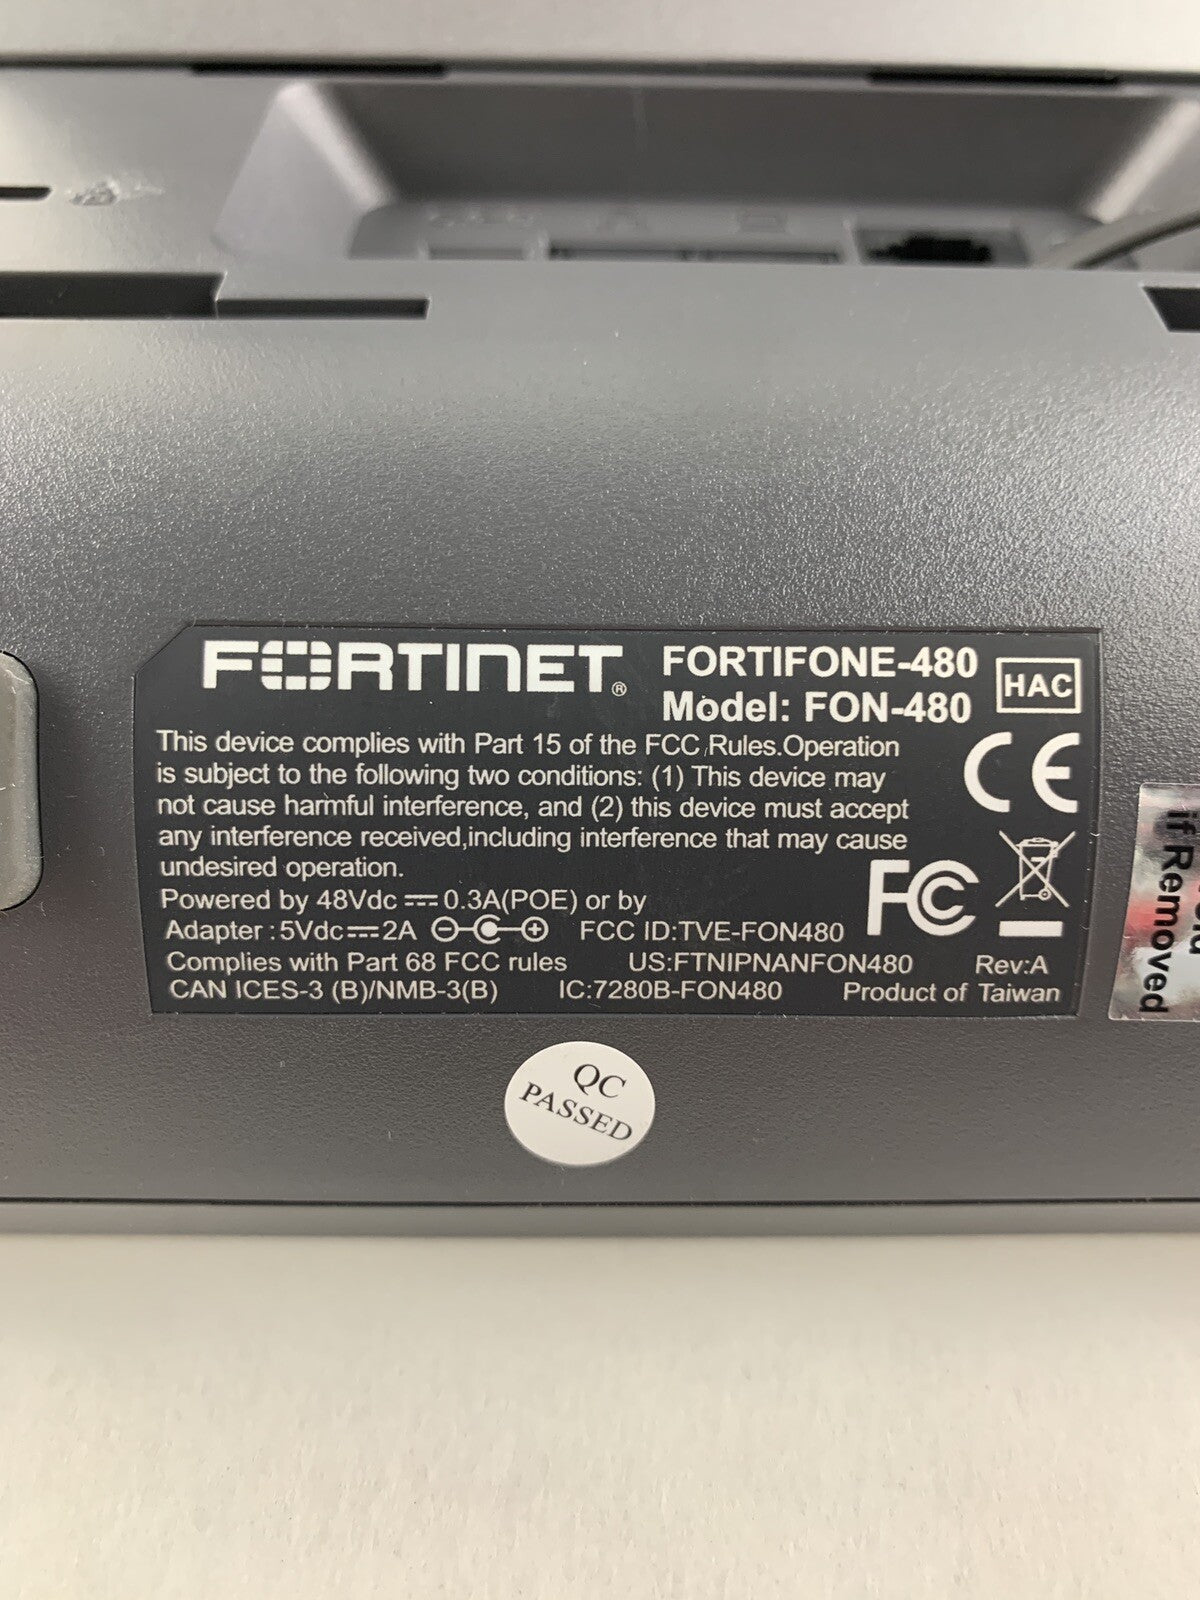 FORTINET®
FORTIFONE-480
Model: FON-480
HAC
This device complies with Part 15 of the FCC Rules.Operation
is subject to the following two conditions: (1) This device may
not cause harmful interference, and (2) this device must accept
any interference received,including interference that may cause
undesired operation.
Powered by 48Vdc ⎓ 0.3A(POE) or by
Adapter : 5Vdc⎓2A FCC ID:TVE-FON480
Complies with Part 68 FCC rules US:FTNIPNANFON480 Rev:A
CAN ICES-3 (B)/NMB-3(B) IC:7280B-FON480 Product of Taiwan
CE
FC
QC
PASSED
if Removed